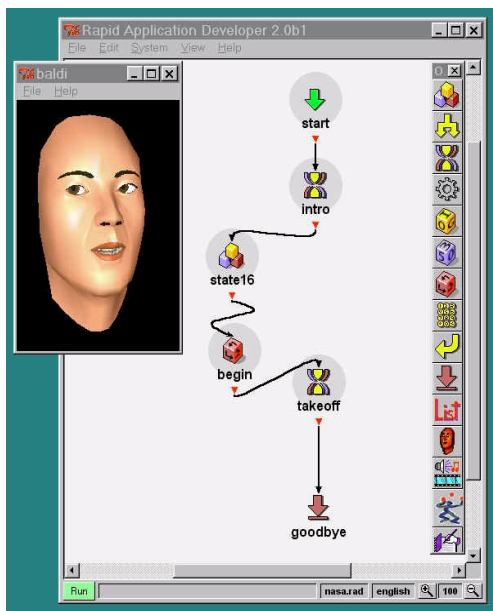 Rapid Application Developer 2.0b1
File Edit System View Help
baldi
File Help
O
start
intro
state16
begin
takeoff
goodbye
List
Run
nasa.rad
english
100